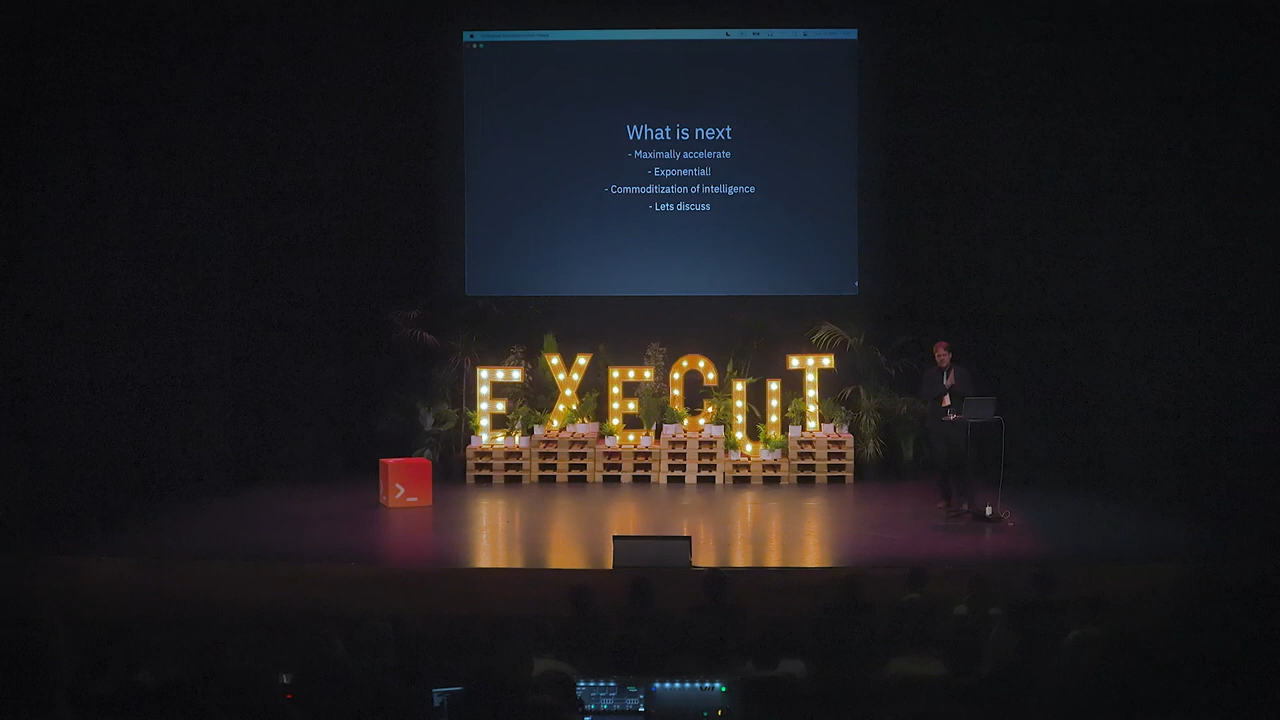 What is next
- Maximally accelerate
- Exponential!
- Commoditization of intelligence
- Lets discuss
EXECUT
>_